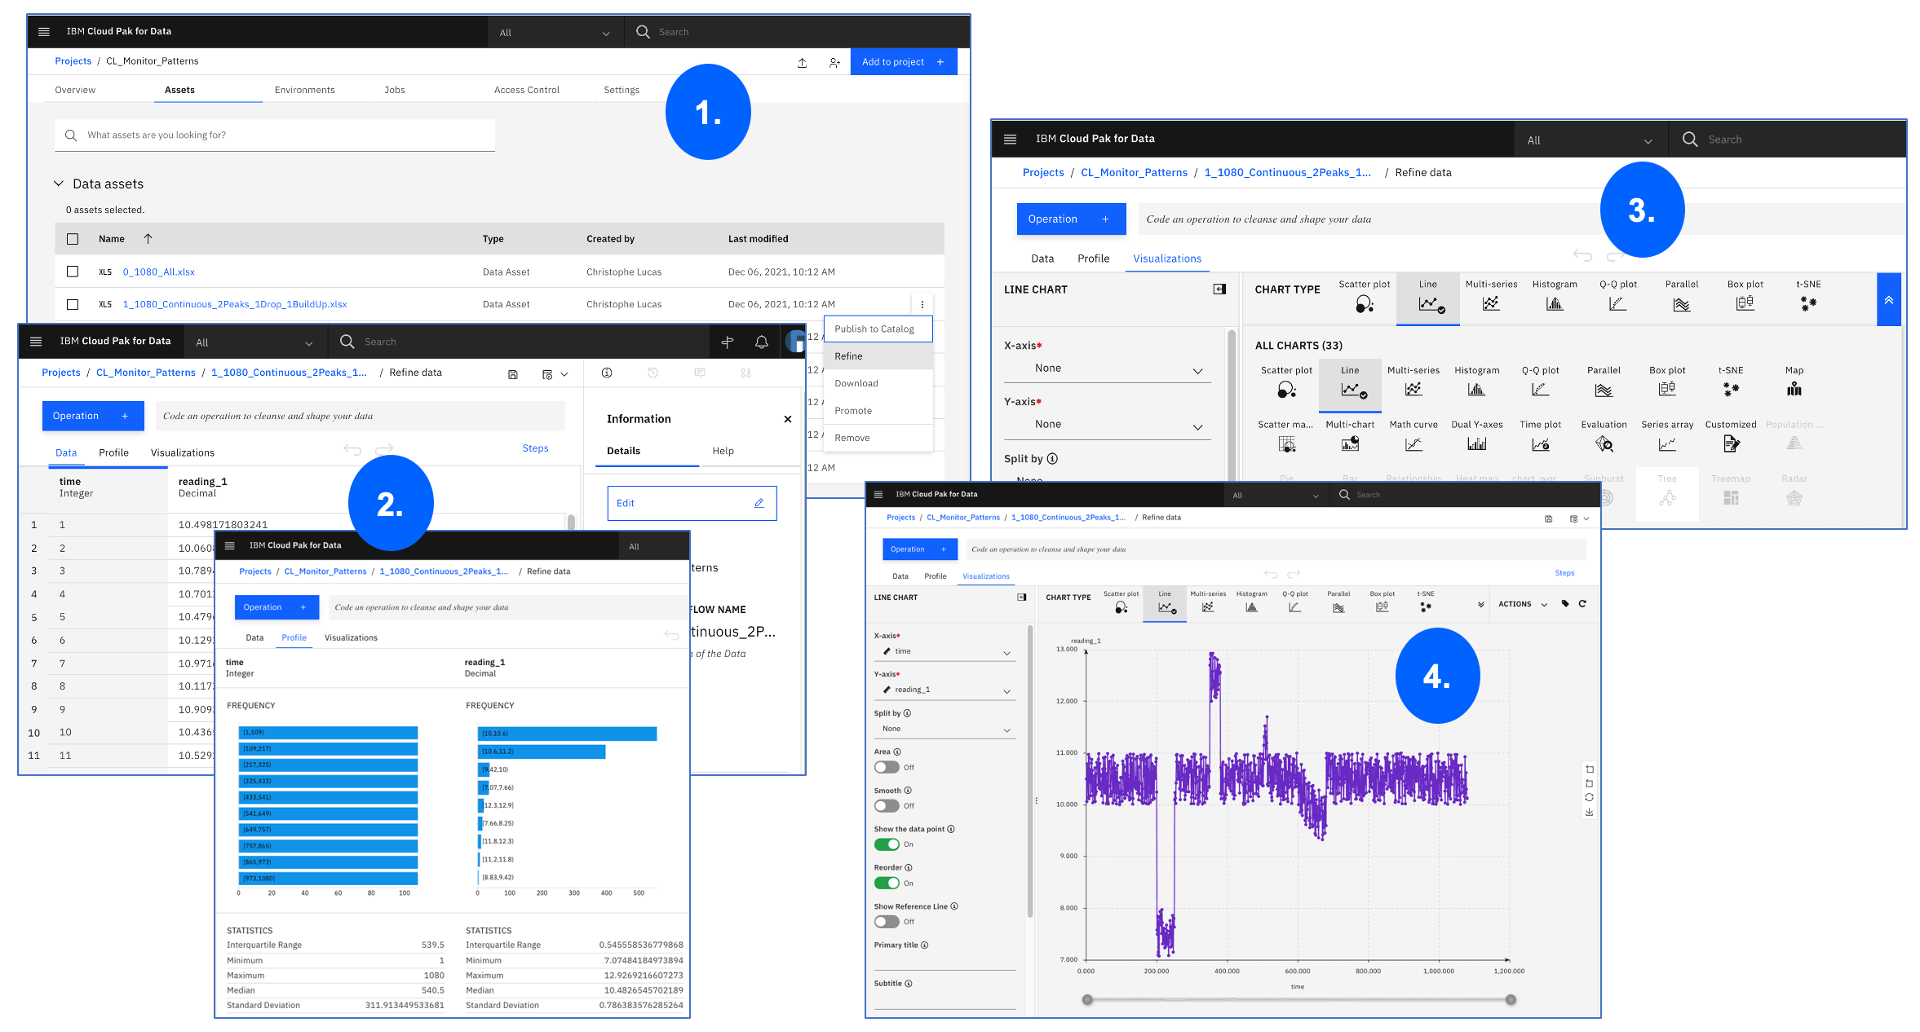 IBM Cloud Pak for Data
All
Search
Projects / CL_Monitor_Patterns
Add to project +
Overview
Assets
Environments
Jobs
Access Control
Settings
1.
What assets are you looking for?
Data assets
0 assets selected.
Name Type Created by Last modified
XLS 0_1080_All.xlsx Data Asset Christophe Lucas Dec 06, 2021, 10:12 AM
XLS 1_1080_Continuous_2Peaks_1Drop_1BuildUp.xlsx Data Asset Christophe Lucas Dec 06, 2021, 10:12 AM
Publish to Catalog
Refine
Download
Promote
Remove
12 AM
IBM Cloud Pak for Data
All
Search
Projects / CL_Monitor_Patterns / 1_1080_Continuous_2Peaks_1... / Refine data
Operation +
Code an operation to cleanse and shape your data
Data
Profile
Visualizations
Steps
Information
Details
Help
Edit
2.
time
Integer
reading_1
Decimal
1 1 10.498171803241
2 2 10.0608
3 3 10.789
4 4 10.701
5 5 10.479
6 6 10.129
7 7 10.971
8 8 10.117
9 9 10.909
10 10 10.436
11 11 10.529
terns
FLOW NAME
tinuous_2P...
n of the Data
IBM Cloud Pak for Data
All
Projects / CL_Monitor_Patterns / 1_1080_Continuous_2Peaks_1... / Refine data
Operation +
Code an operation to cleanse and shape your data
Data
Profile
Visualizations
time
Integer
reading_1
Decimal
FREQUENCY
[1,109)
[109,217)
[217,325)
[325,433)
[433,541)
[541,649)
[649,757)
[757,865)
[865,973)
[973,1080]
0 20 40 60 80 100
FREQUENCY
[10,10.6)
[10.6,11.2)
[9.42,10)
[7.07,7.66)
[12.3,12.9]
[7.66,8.25)
[11.8,12.3)
[11.2,11.8)
[8.83,9.42)
0 100 200 300 400 500
STATISTICS
Interquartile Range 539.5
Minimum 1
Maximum 1080
Median 540.5
Standard Deviation 311.913449533681
STATISTICS
Interquartile Range 0.545558536779868
Minimum 7.07484184973894
Maximum 12.9269216607273
Median 10.4826545702189
Standard Deviation 0.786383576285264
IBM Cloud Pak for Data
All
Search
Projects / CL_Monitor_Patterns / 1_1080_Continuous_2Peaks_1... / Refine data
Operation +
Code an operation to cleanse and shape your data
3.
Data
Profile
Visualizations
LINE CHART
X-axis*
None
Y-axis*
None
Split by
None
CHART TYPE
Scatter plot Line Multi-series Histogram Q-Q plot Parallel Box plot t-SNE
ALL CHARTS (33)
Scatter plot Line Multi-series Histogram Q-Q plot Parallel Box plot t-SNE Map
Scatter ma... Multi-chart Math curve Dual Y-axes Time plot Evaluation Series array Customized Population ...
Pie Bar Relationship Heat map Sunburst Tree Treemap Radar
IBM Cloud Pak for Data
All
Search
Projects / CL_Monitor_Patterns / 1_1080_Continuous_2Peaks_1... / Refine data
Operation +
Code an operation to cleanse and shape your data
Data
Profile
Visualizations
Steps
LINE CHART
CHART TYPE
Scatter plot Line Multi-series Histogram Q-Q plot Parallel Box plot t-SNE
ACTIONS
X-axis*
time
Y-axis*
reading_1
Split by
None
Area
Off
Smooth
Off
Show the data point
On
Reorder
On
Show Reference Line
Off
Primary title
Subtitle
4.
reading_1
13.000
12.000
11.000
10.000
9.000
8.000
7.000
0.000 200.000 400.000 600.000 800.000 1,000.000 1,200.000
time